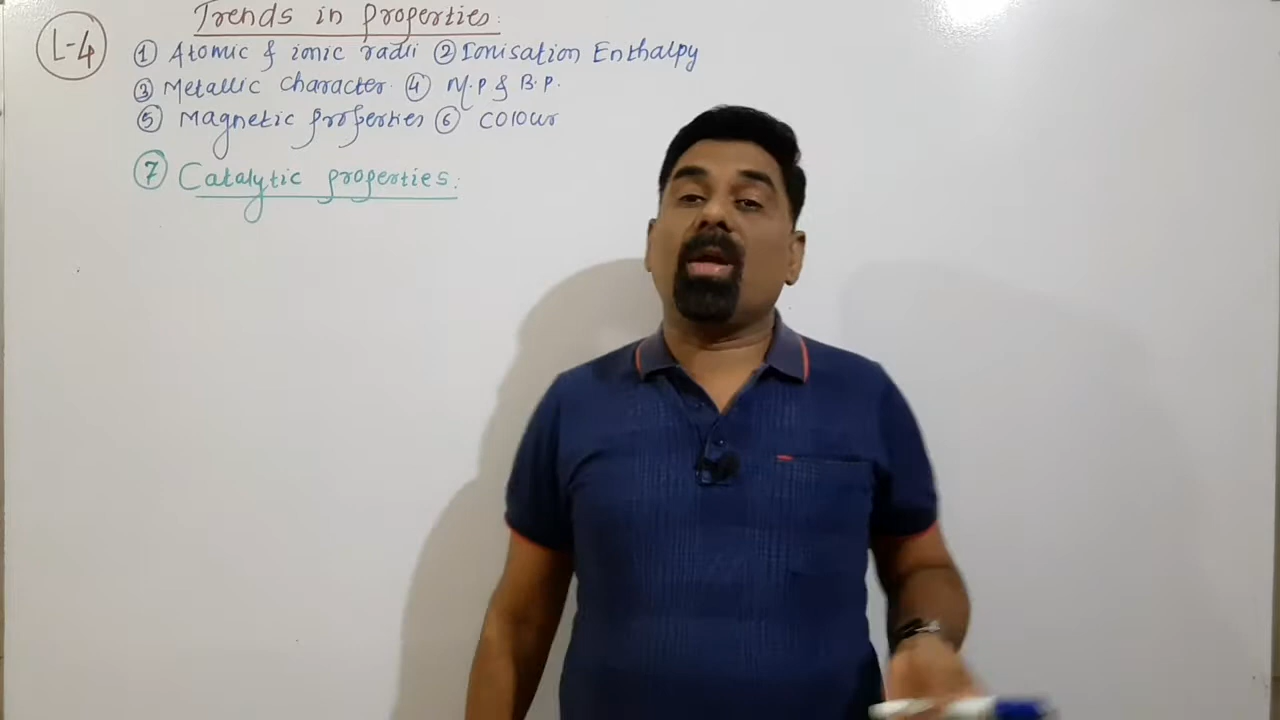 Trends in properties:
L-4
① Atomic & ionic radii ② Ionisation Enthalpy
③ Metallic character. ④ M.P & B.P.
⑤ Magnetic properties ⑥ Colour
⑦ Catalytic properties: